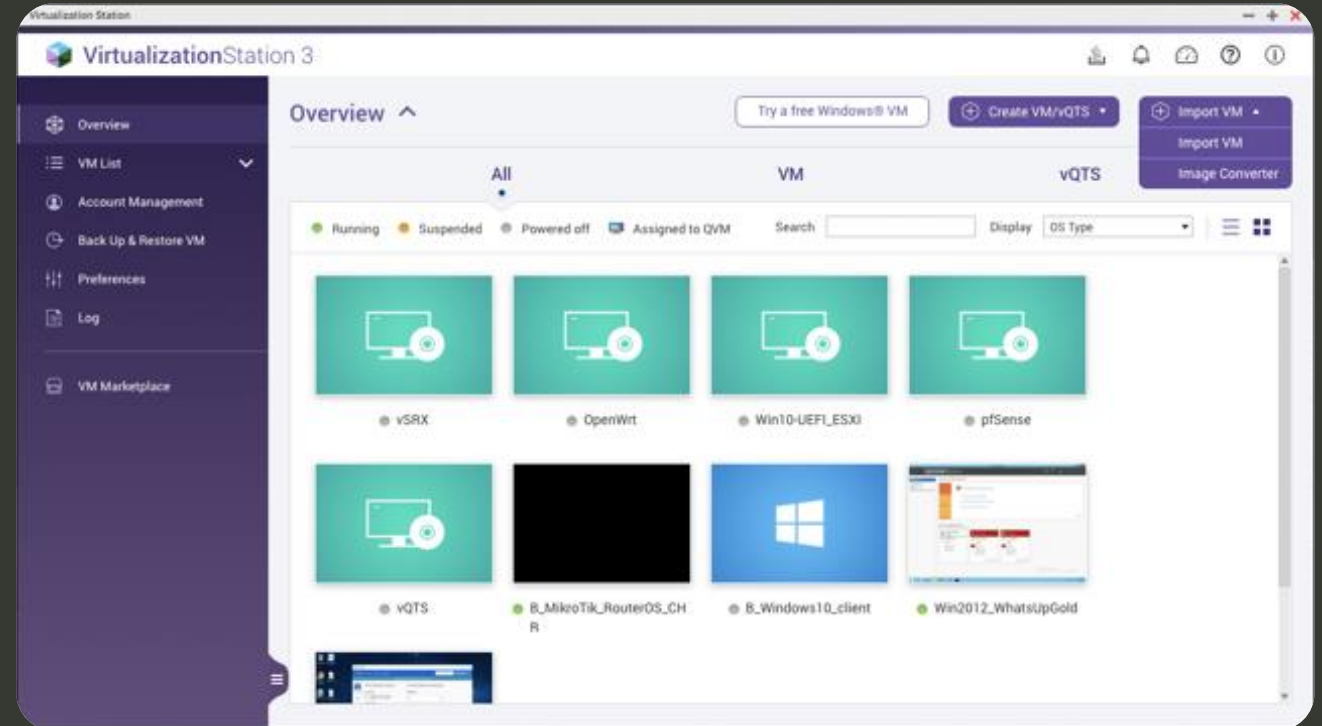 Virtualization Station
VirtualizationStation 3
Overview
VM List
Account Management
Back Up & Restore VM
Preferences
Log
VM Marketplace
Overview
Try a free Windows® VM
Create VM/vQTS
Import VM
Import VM
Image Converter
All
VM
vQTS
Running
Suspended
Powered off
Assigned to QVM
Search
Display
OS Type
vSRX
OpenWrt
Win10-UEFI_ESXI
pfSense
vQTS
B_MikroTik_RouterOS_CH
R
B_Windows10_client
Win2012_WhatsUpGold